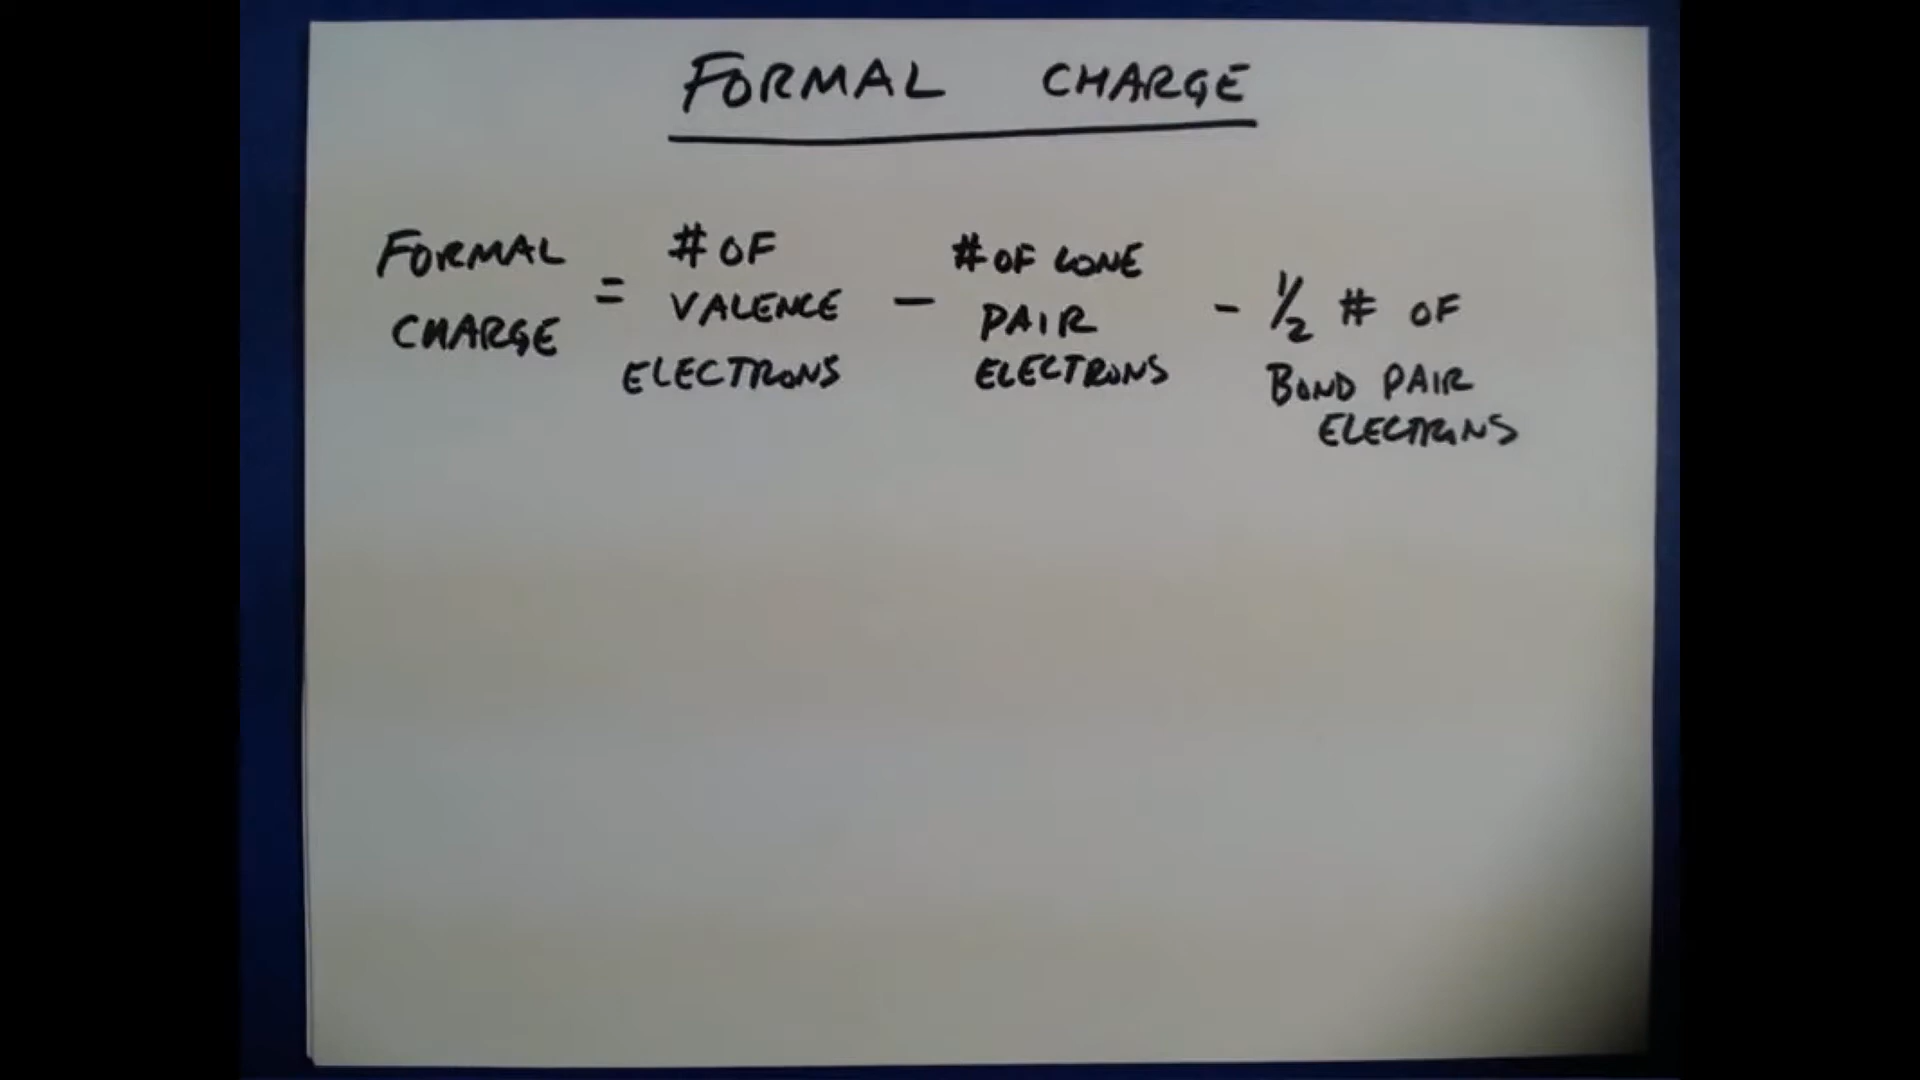 FORMAL CHARGE
FORMAL
CHARGE
=
# OF
VALENCE
ELECTRONS
-
# OF LONE
PAIR
ELECTRONS
- 1/2 # OF
BOND PAIR
ELECTRONS